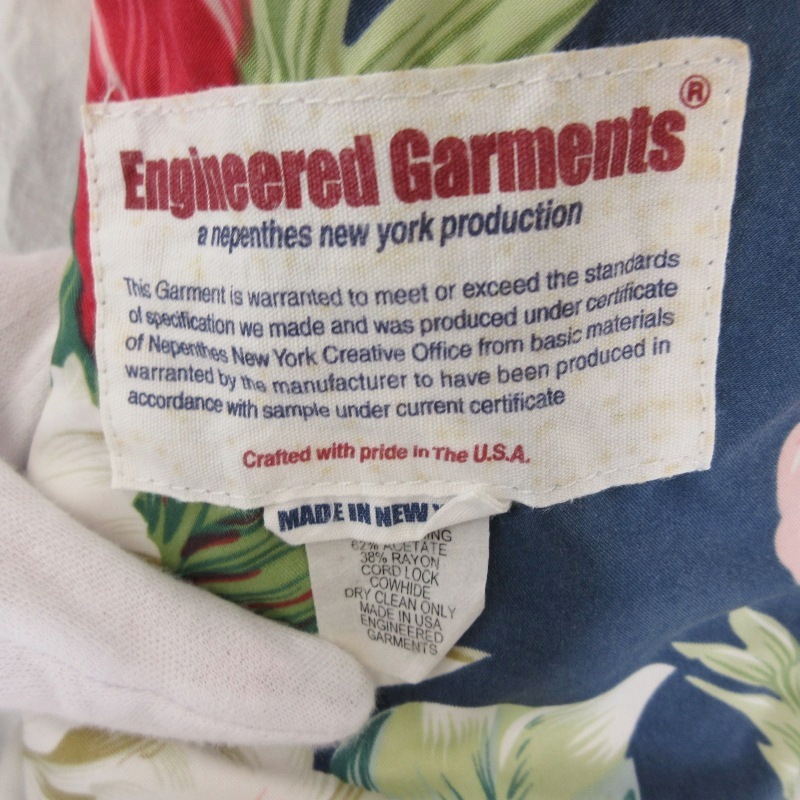 Engineered Garments ®
a nepenthes new york production
This Garment is warranted to meet or exceed the standards
of specification we made and was produced under certificate
of Nepenthes New York Creative Office from basic materials
warranted by the manufacturer to have been produced in
accordance with sample under current certificate
Crafted with pride in The U.S.A.
MADE IN NEW
62% ACETATE
38% RAYON
CORD LOCK
COWHIDE
DRY CLEAN ONLY
MADE IN USA
ENGINEERED
GARMENTS